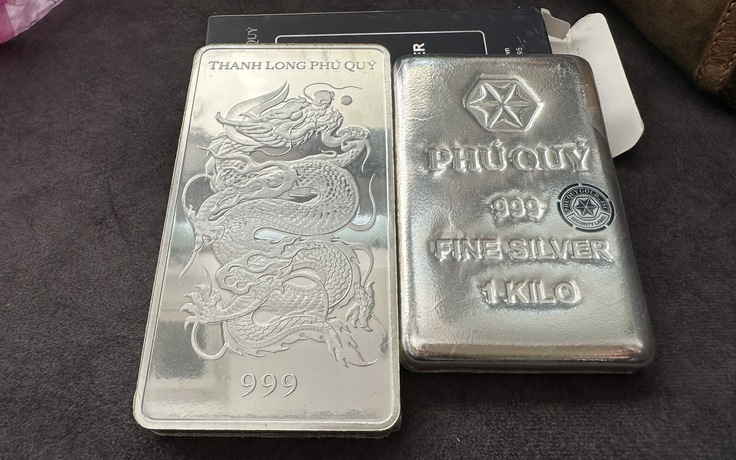 THANH LONG PHÚ QUÝ
999
PHÚ QUÝ
999
FINE SILVER
1 KILO